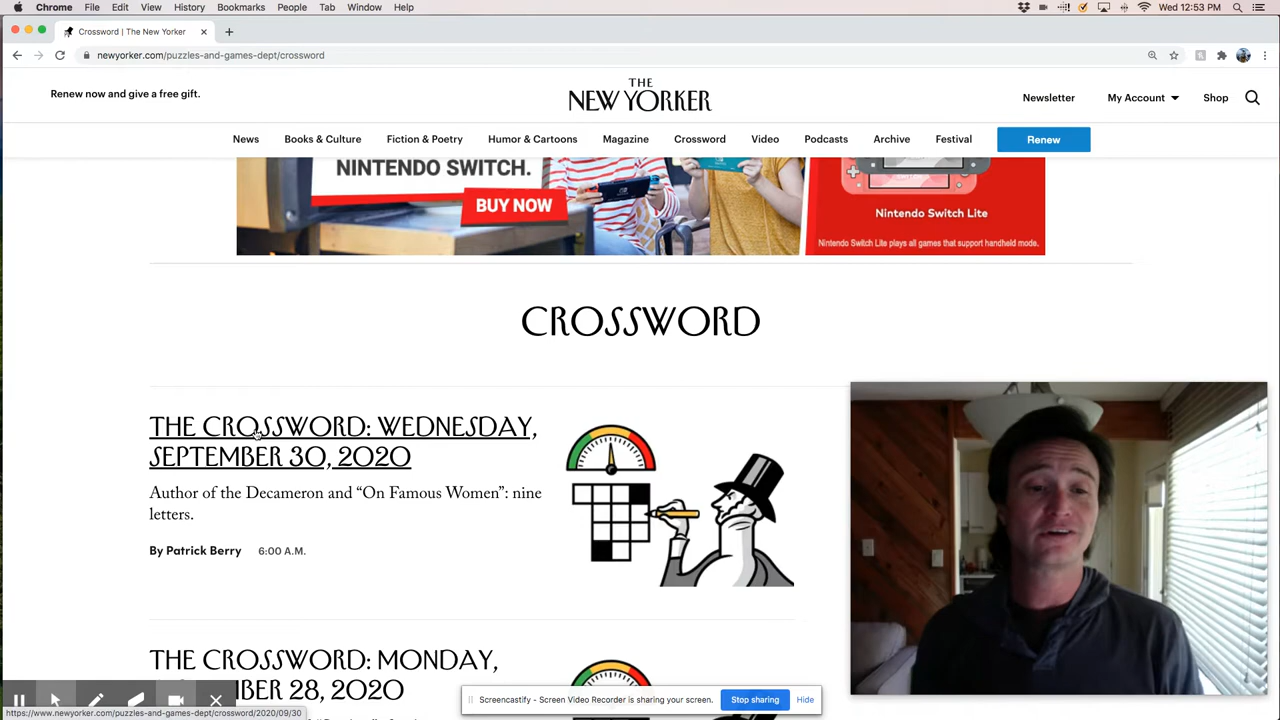 Chrome File Edit View History Bookmarks People Tab Window Help Wed 12:53 PM
Crossword | The New Yorker
newyorker.com/puzzles-and-games-dept/crossword
Renew now and give a free gift.
THE
NEW YORKER
Newsletter My Account Shop
News Books & Culture Fiction & Poetry Humor & Cartoons Magazine Crossword Video Podcasts Archive Festival Renew
NINTENDO SWITCH.
BUY NOW
Nintendo Switch Lite
Nintendo Switch Lite plays all games that support handheld mode.
CROSSWORD
THE CROSSWORD: WEDNESDAY,
SEPTEMBER 30, 2020
Author of the Decameron and “On Famous Women”: nine
letters.
By Patrick Berry 6:00 A.M.
THE CROSSWORD: MONDAY,
BER 28, 2020
Screencastify - Screen Video Recorder is sharing your screen. Stop sharing Hide
https://www.newyorker.com/puzzles-and-games-dept/crossword/2020/09/30